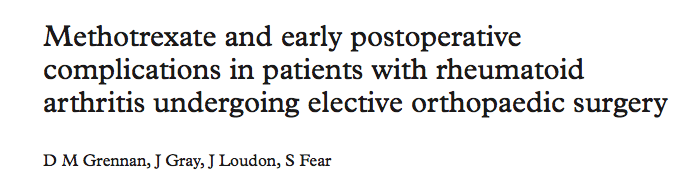 Methotrexate and early postoperative
complications in patients with rheumatoid
arthritis undergoing elective orthopaedic surgery
D M Grennan, J Gray, J Loudon, S Fear